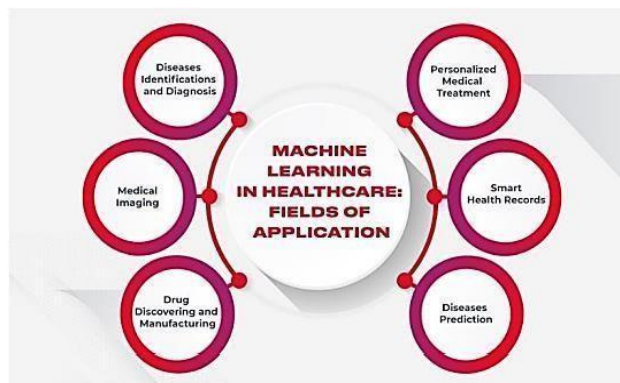 Diseases
Identifications
and Diagnosis
Medical
Imaging
Drug
Discovering and
Manufacturing
MACHINE
LEARNING
IN HEALTHCARE:
FIELDS OF
APPLICATION
Personalized
Medical
Treatment
Smart
Health Records
Diseases
Prediction